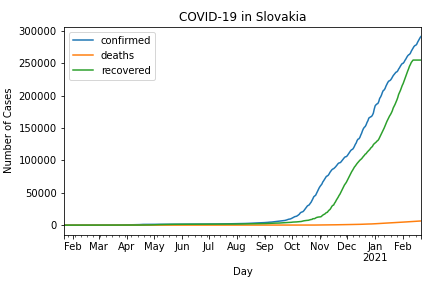 COVID-19 in Slovakia
confirmed
deaths
recovered
300000
250000
200000
150000
100000
50000
0
Number of Cases
Feb Mar Apr May Jun Jul Aug Sep Oct Nov Dec Jan Feb
2021
Day